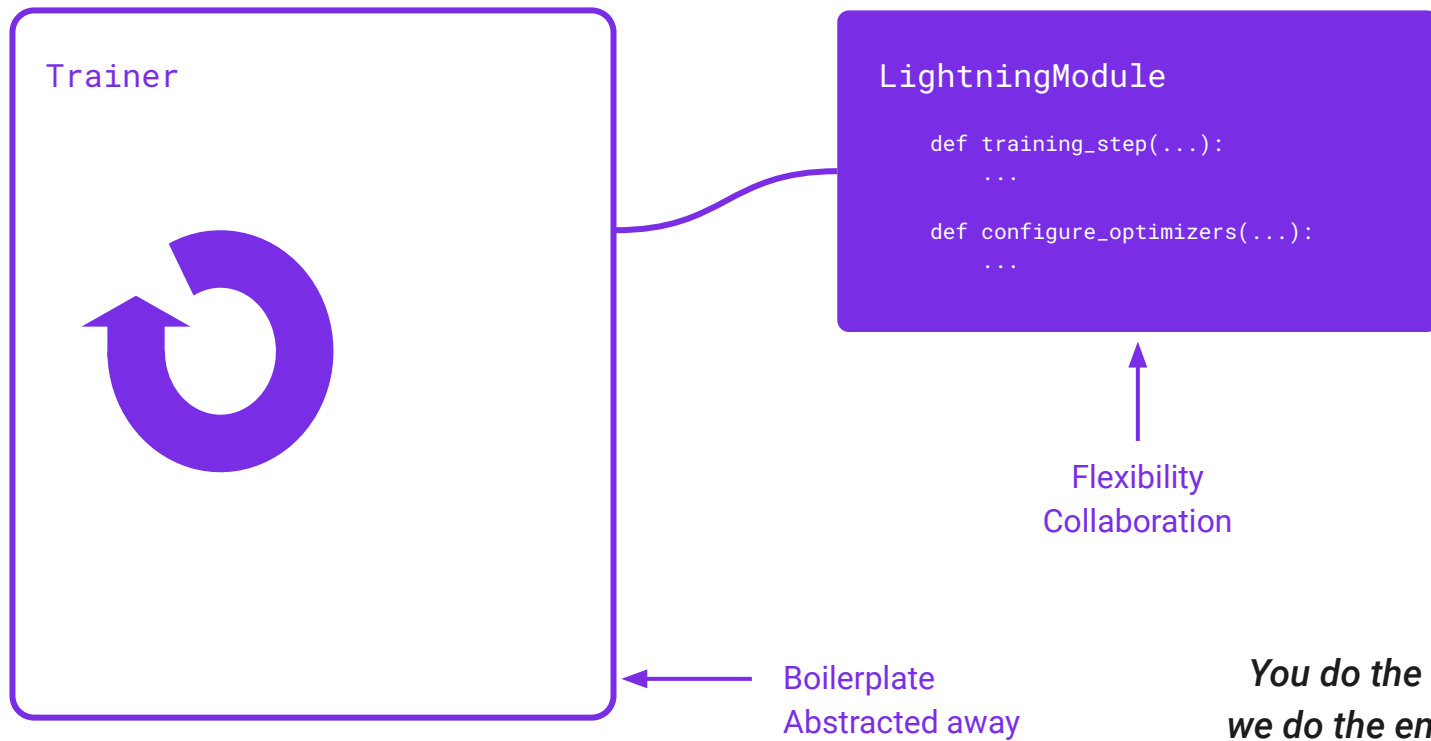 Trainer
LightningModule
def training_step(...):
...
def configure_optimizers(...):
...
Flexibility
Collaboration
Boilerplate
Abstracted away
You do the
we do the